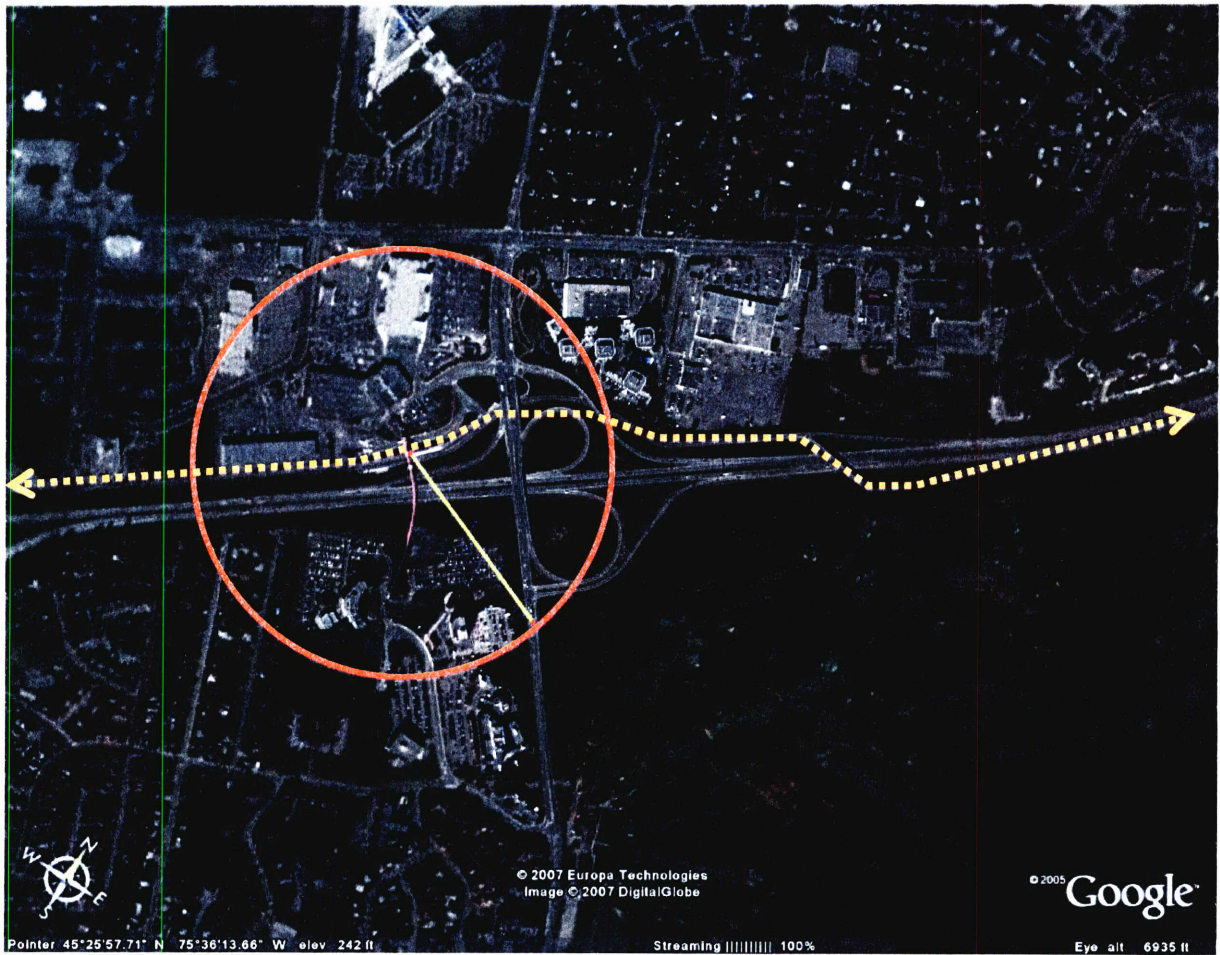 N
W
E
S
© 2007 Europa Technologies
Image © 2007 DigitalGlobe
© 2005 Google™
Pointer 45°25'57.71" N 75°36'13.66" W elev 242 ft
Streaming |||||||||| 100%
Eye alt 6935 ft